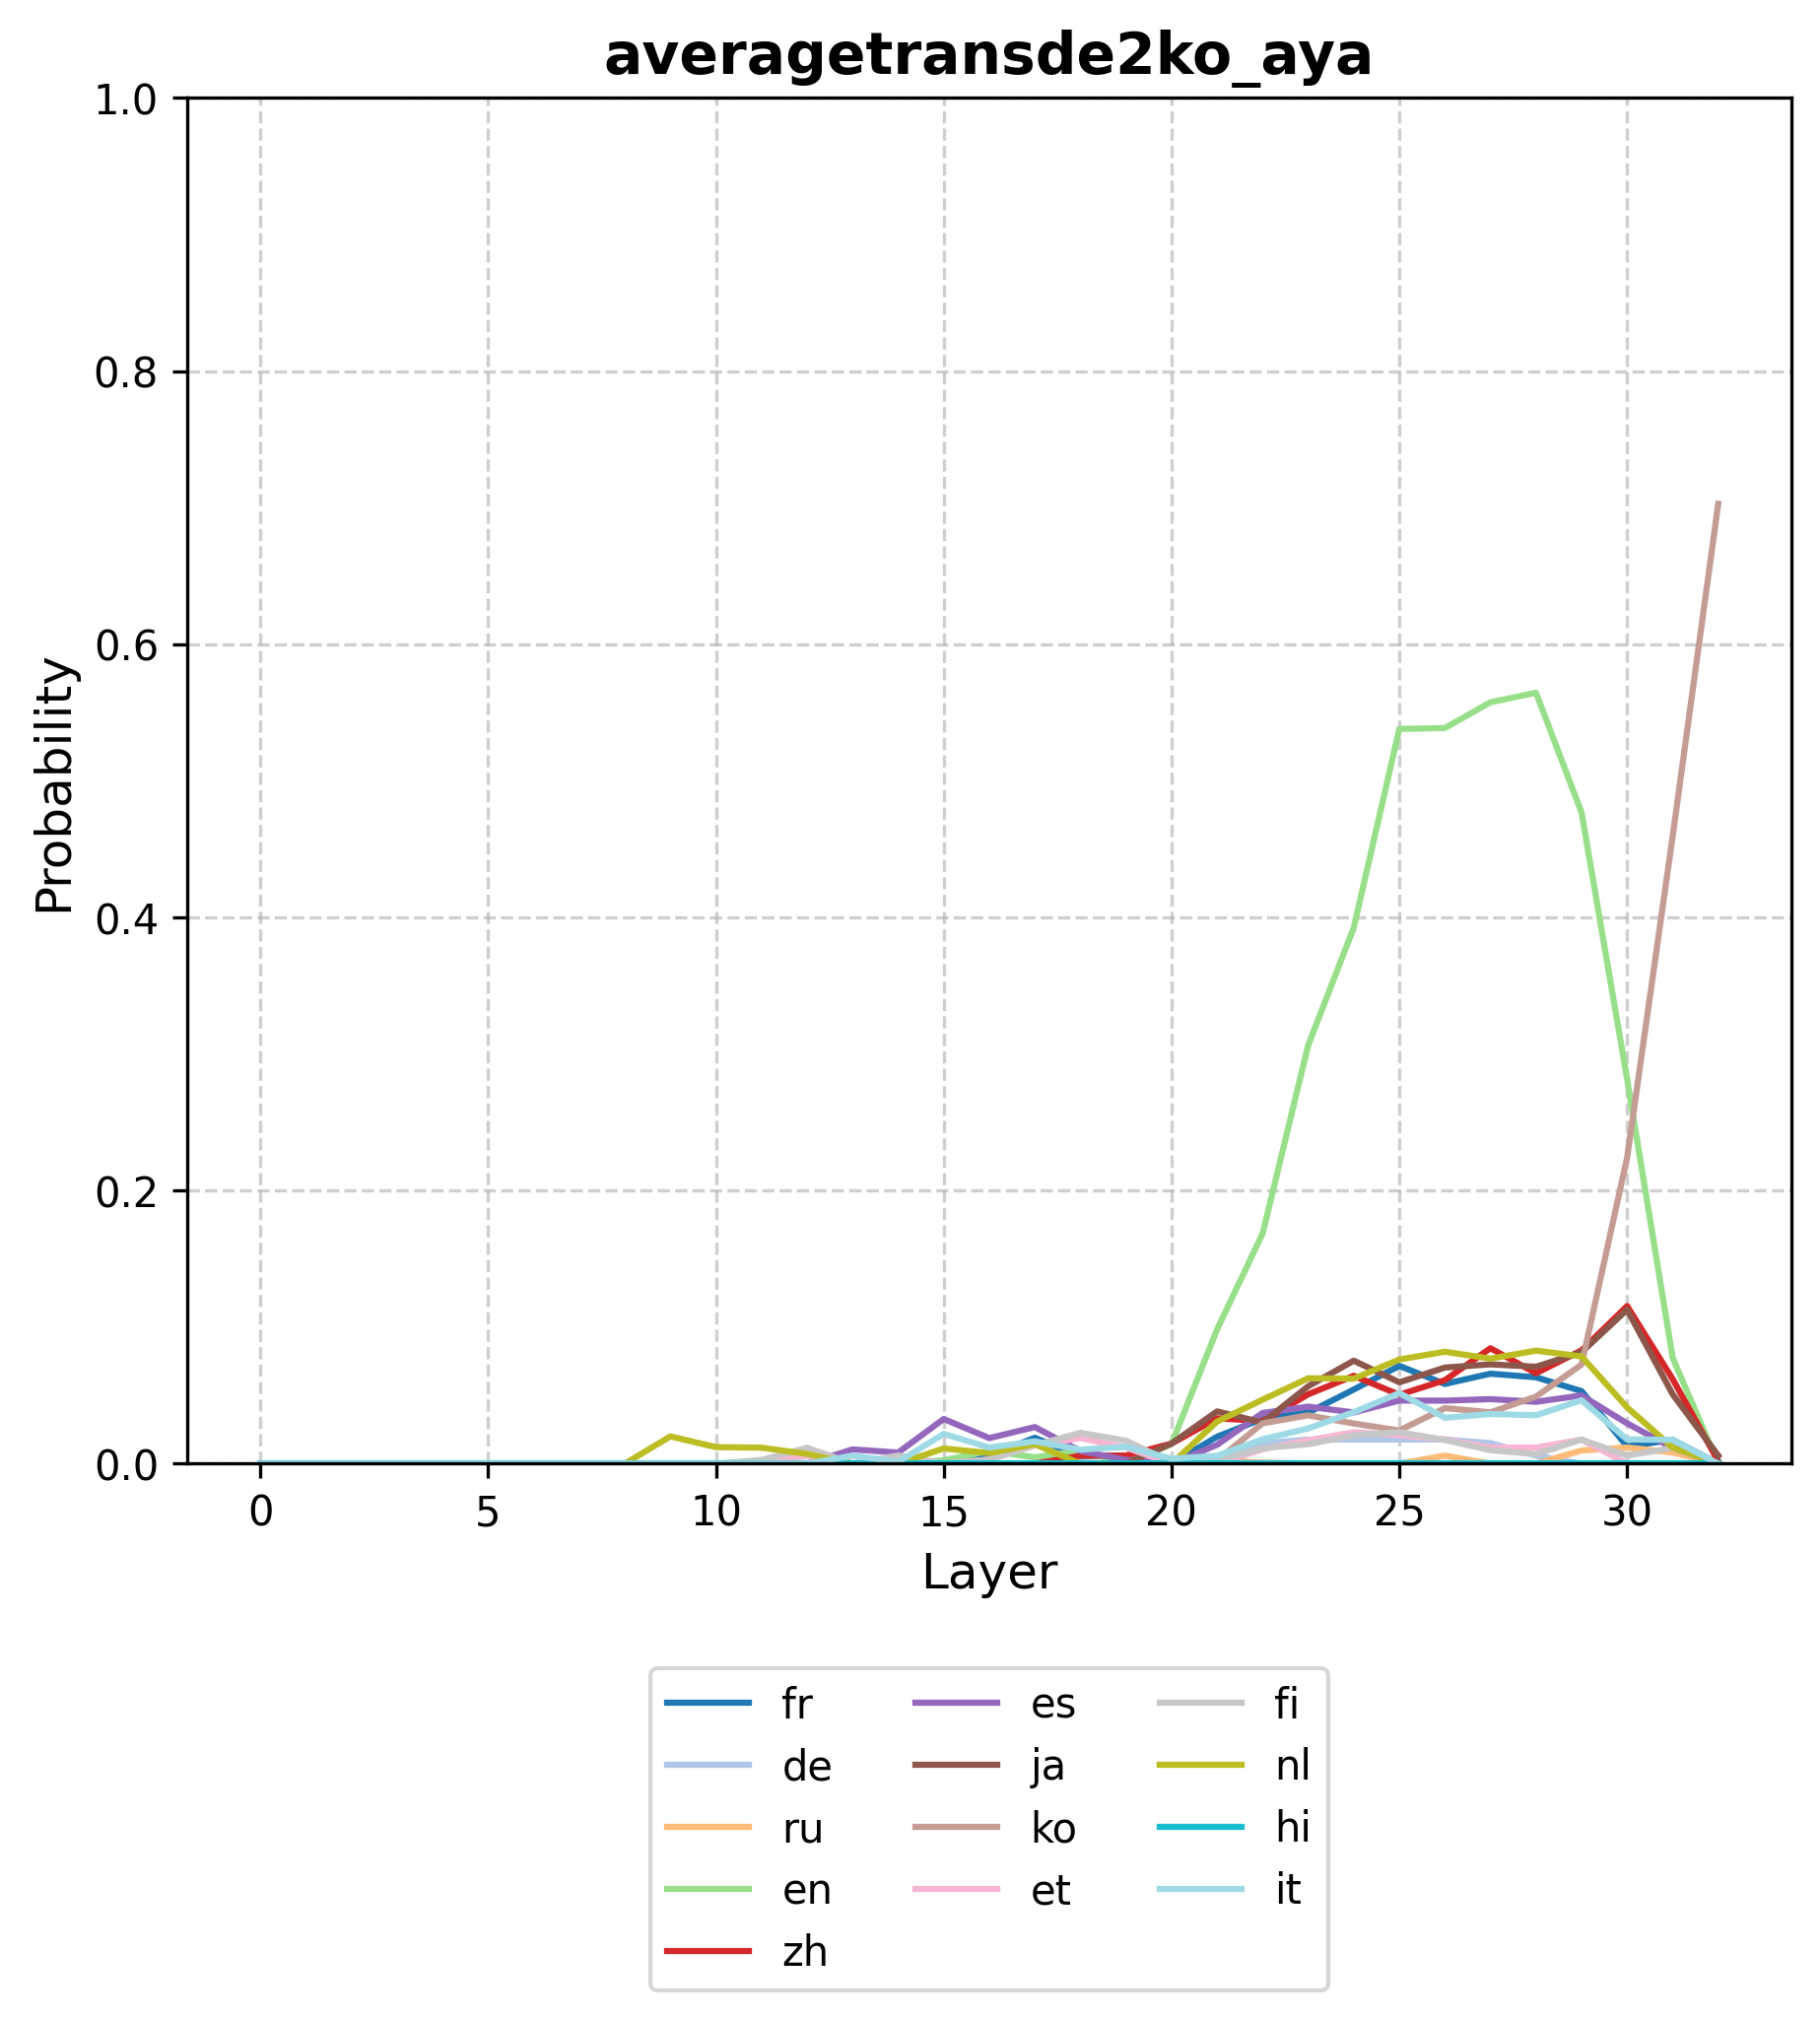 averagetransde2ko_aya
1.0
0.8
0.6
0.4
0.2
0.0
Probability
0 5 10 15 20 25 30
Layer
fr es fi
de ja nl
ru ko hi
en et it
zh